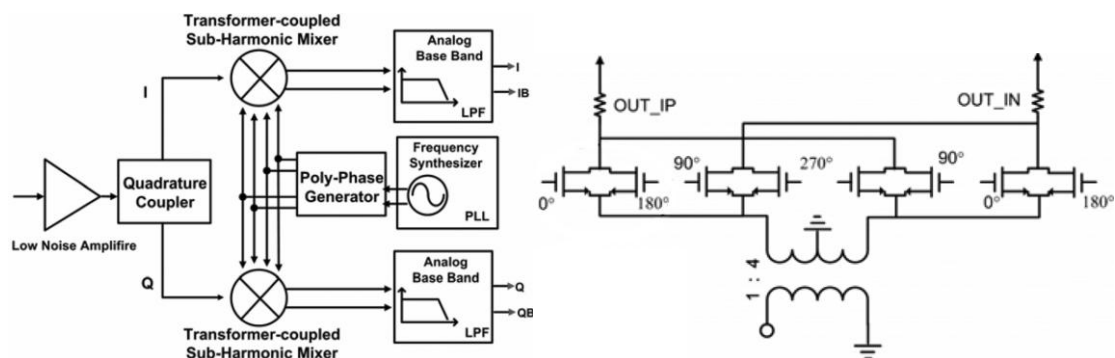 Transformer-coupled
Sub-Harmonic Mixer
I
Analog
Base Band
LPF
I
IB
Low Noise Amplifire
Quadrature
Coupler
Poly-Phase
Generator
Frequency
Synthesizer
PLL
Q
Analog
Base Band
LPF
Q
QB
Transformer-coupled
Sub-Harmonic Mixer
OUT_IP
OUT_IN
90°
270°
90°
0°
180°
0°
180°
1 : 4